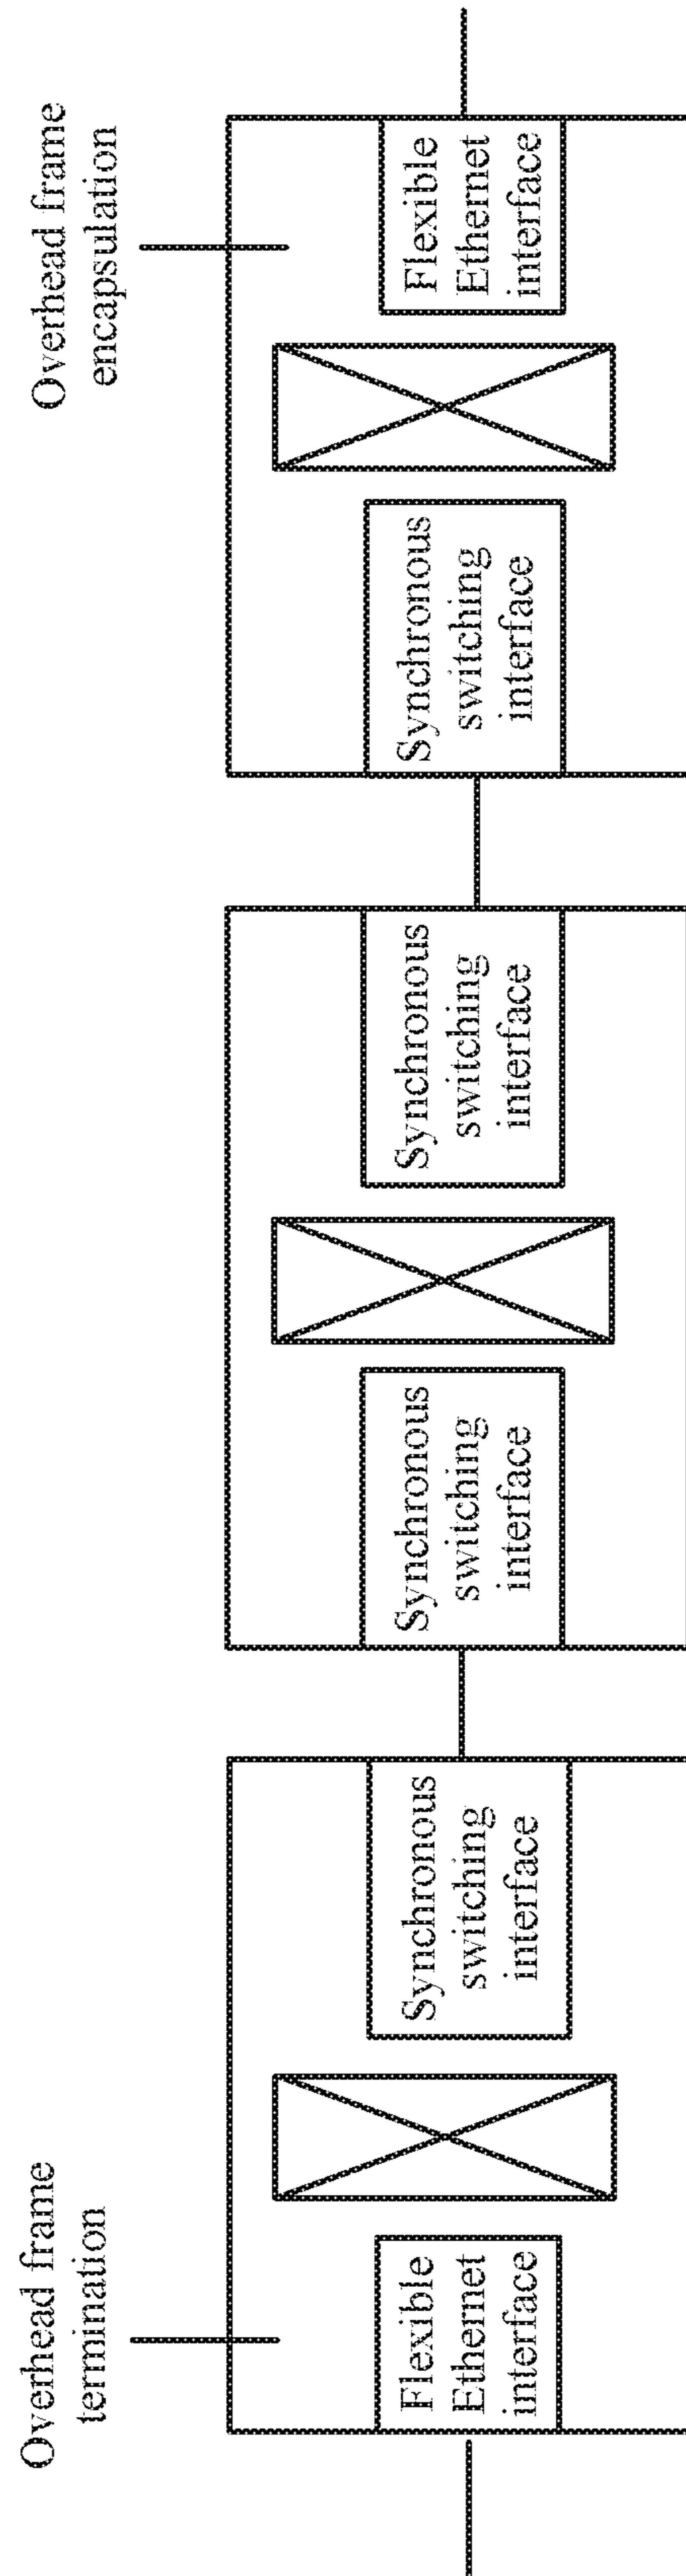 Overhead frame
termination
Overhead frame
encapsulation
Flexible
Ethernet
interface
Synchronous
switching
interface
Synchronous
switching
interface
Synchronous
switching
interface
Synchronous
switching
interface
Flexible
Ethernet
interface